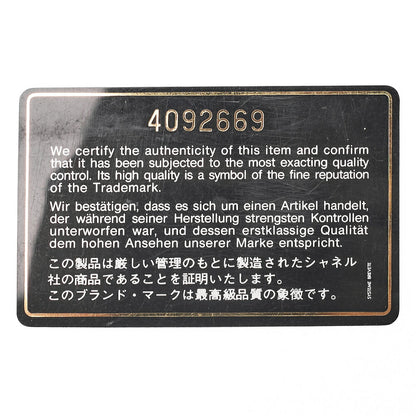 4092669
We certify the authenticity of this item and confirm
that it has been subjected to the most exacting quality
control. Its high quality is a symbol of the fine reputation
of the Trademark.
Wir bestätigen, dass es sich um einen Artikel handelt,
der während seiner Herstellung strengsten Kontrollen
unterworfen war, und dessen erstklassige Qualität
dem hohen Ansehen unserer Marke entspricht.
この製品は厳しい管理のもとに製造されたシャネル
社の商品であることを証明いたします。
このブランド・マークは最高級品質の象徴です。
SYSTEME BREVETE